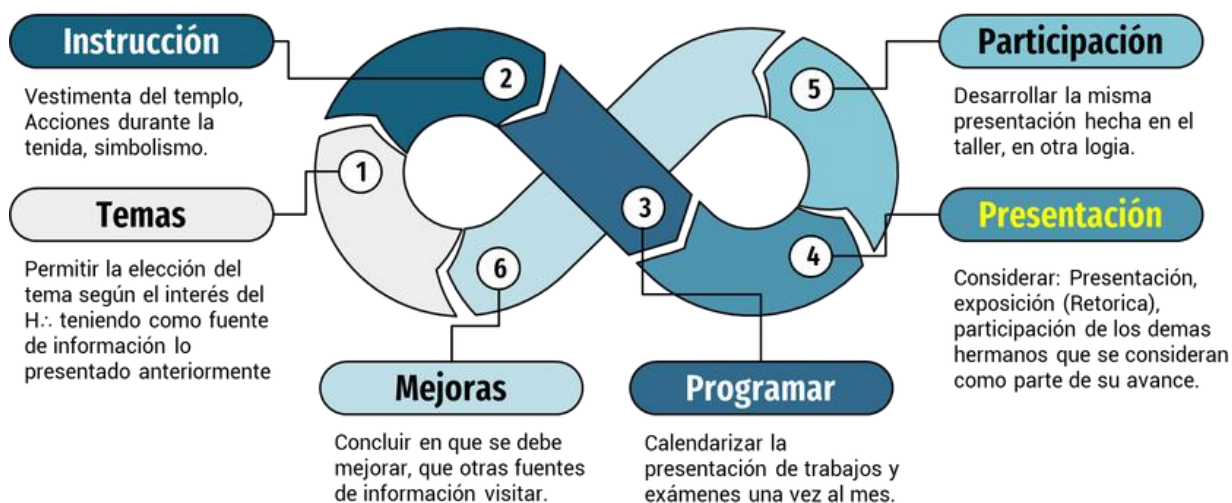 Instrucción
Vestimenta del templo,
Acciones durante la
tenida, simbolismo.
Temas
Permitir la elección del
tema según el interés del
H∴ teniendo como fuente
de información lo
presentado anteriormente
1
2
3
4
5
6
Mejoras
Concluir en que se debe
mejorar, que otras fuentes
de información visitar.
Programar
Calendarizar la
presentación de trabajos y
exámenes una vez al mes.
Participación
Desarrollar la misma
presentación hecha en el
taller, en otra logia.
Presentación
Considerar: Presentación,
exposición (Retorica),
participación de los demas
hermanos que se consideran
como parte de su avance.